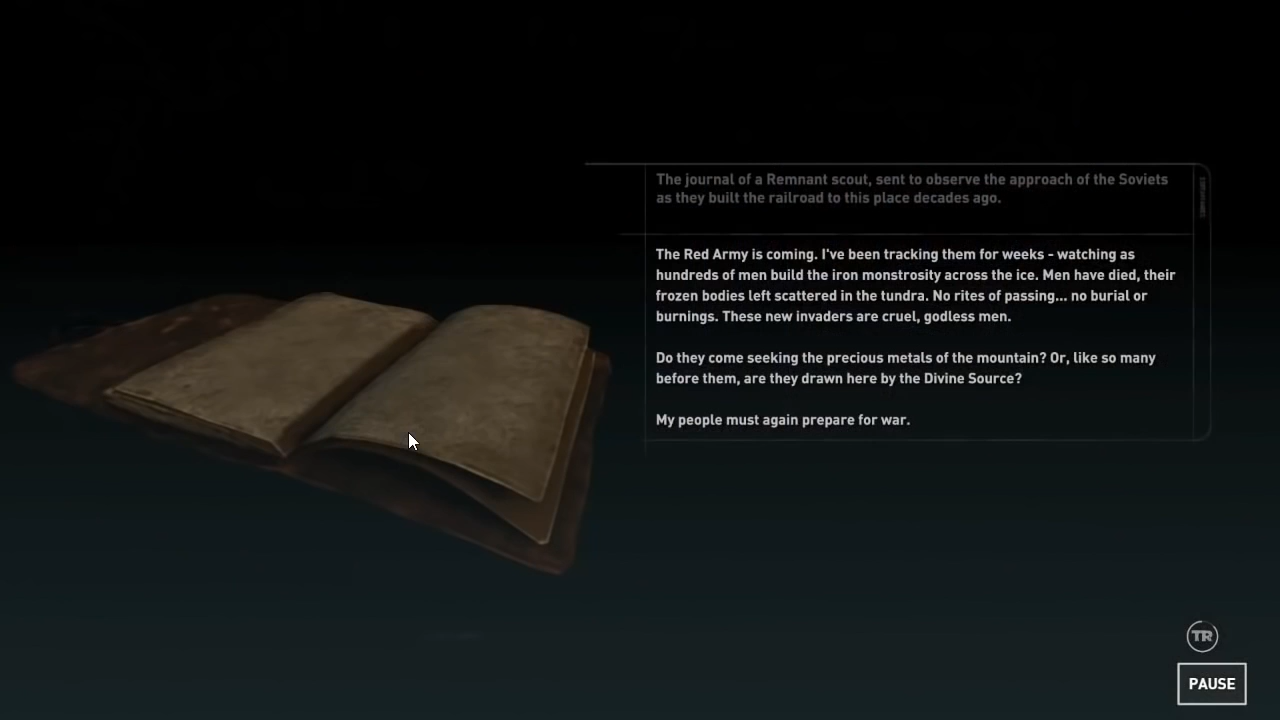 The journal of a Remnant scout, sent to observe the approach of the Soviets
as they built the railroad to this place decades ago.
The Red Army is coming. I've been tracking them for weeks - watching as
hundreds of men build the iron monstrosity across the ice. Men have died, their
frozen bodies left scattered in the tundra. No rites of passing... no burial or
burnings. These new invaders are cruel, godless men.
Do they come seeking the precious metals of the mountain? Or, like so many
before them, are they drawn here by the Divine Source?
My people must again prepare for war.
TR
PAUSE